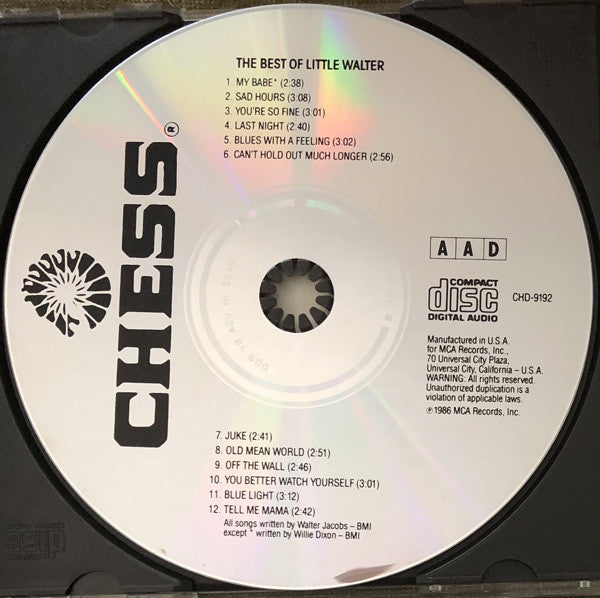 THE BEST OF LITTLE WALTER
1. MY BABE* (2:38)
2. SAD HOURS (3:08)
3. YOU'RE SO FINE (3:01)
4. LAST NIGHT (2:40)
5. BLUES WITH A FEELING (3:02)
6. CAN'T HOLD OUT MUCH LONGER (2:56)
CHESS®
A A D
COMPACT
disc
DIGITAL AUDIO
CHD-9192
Manufactured in U.S.A.
for MCA Records, Inc.,
70 Universal City Plaza,
Universal City, California – U.S.A.
WARNING: All rights reserved.
Unauthorized duplication is a
violation of applicable laws.
℗ 1986 MCA Records, Inc.
MADE IN USA BY PDO
7. JUKE (2:41)
8. OLD MEAN WORLD (2:51)
9. OFF THE WALL (2:46)
10. YOU BETTER WATCH YOURSELF (3:01)
11. BLUE LIGHT (3:12)
12. TELL ME MAMA (2:42)
All songs written by Walter Jacobs – BMI
except * written by Willie Dixon – BMI